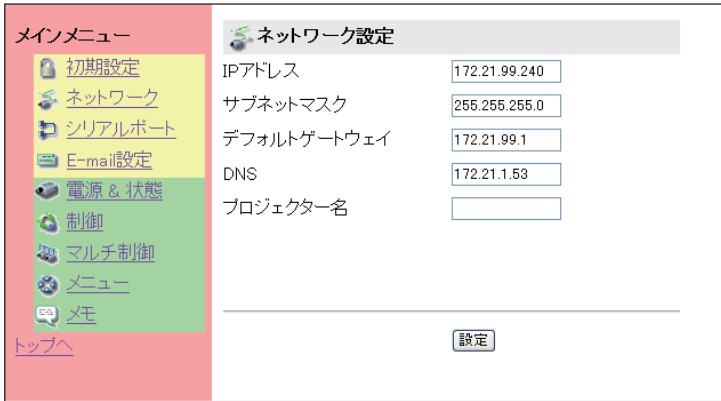 メインメニュー
初期設定
ネットワーク
シリアルポート
E-mail設定
電源 & 状態
制御
マルチ制御
メニュー
メモ
トップへ
ネットワーク設定
IPアドレス 172.21.99.240
サブネットマスク 255.255.255.0
デフォルトゲートウェイ 172.21.99.1
DNS 172.21.1.53
プロジェクター名
設定